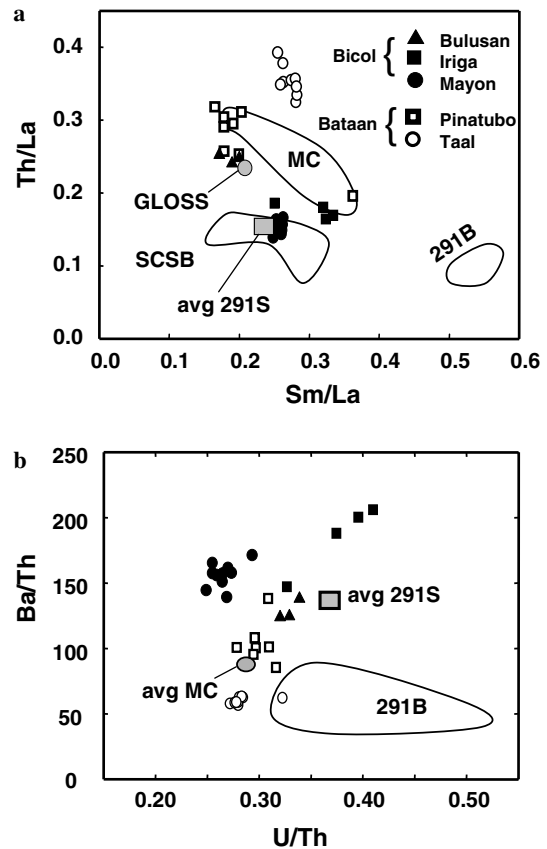 a
Th/La
0.4
0.3
0.2
0.1
0.0
Bicol { Bulusan
Iriga
Mayon
Bataan { Pinatubo
Taal
MC
GLOSS
SCSB
avg 291S
291B
0.0 0.1 0.2 0.3 0.4 0.5 0.6
Sm/La
b
Ba/Th
250
200
150
100
50
0
avg 291S
avg MC
291B
0.20 0.30 0.40 0.50
U/Th